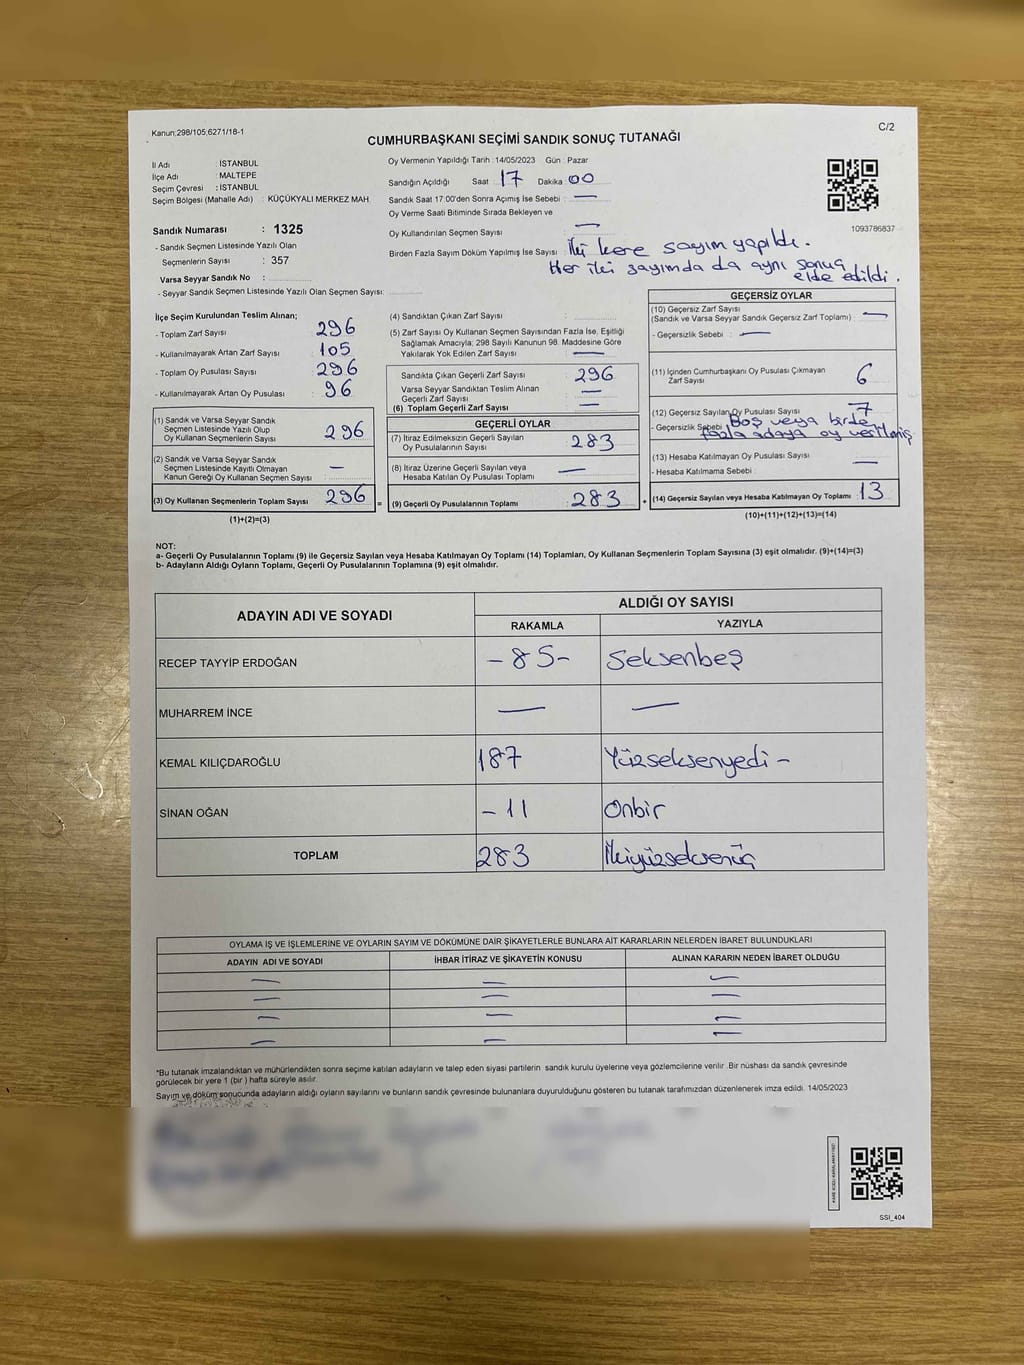 Kanun;298/105;6271/18-1
C/2
CUMHURBAŞKANI SEÇİMİ SANDIK SONUÇ TUTANAĞI
İl Adı : İSTANBUL
İlçe Adı : MALTEPE
Seçim Çevresi : İSTANBUL
Seçim Bölgesi (Mahalle Adı) : KÜÇÜKYALI MERKEZ MAH.
Sandık Numarası : 1325
- Sandık Seçmen Listesinde Yazılı Olan
Seçmenlerin Sayısı : 357
Varsa Seyyar Sandık No :
- Seyyar Sandık Seçmen Listesinde Yazılı Olan Seçmen Sayısı:
Oy Vermenin Yapıldığı Tarih : 14/05/2023 Gün : Pazar
Sandığın Açıldığı Saat 17 Dakika 00
Sandık Saat 17:00'den Sonra Açımış İse Sebebi : —
Oy Verme Saati Bitiminde Sırada Bekleyen ve
Oy Kullandırılan Seçmen Sayısı : —
Birden Fazla Sayım Döküm Yapılmış İse Sayısı : İki kere sayım yapıldı.
Her iki sayımda da aynı sonuç
elde edildi.
1093786837
İlçe Seçim Kurulundan Teslim Alınan;
- Toplam Zarf Sayısı : 296
- Kullanılmayarak Artan Zarf Sayısı : 105
- Toplam Oy Pusulası Sayısı : 296
- Kullanılmayarak Artan Oy Pusulası : 96
(1) Sandık ve Varsa Seyyar Sandık
Seçmen Listesinde Yazılı Olup
Oy Kullanan Seçmenlerin Sayısı : 296
(2) Sandık ve Varsa Seyyar Sandık
Seçmen Listesinde Kayıtlı Olmayan
Kanun Gereği Oy Kullanan Seçmen Sayısı : —
(3) Oy Kullanan Seçmenlerin Toplam Sayısı : 296 =
(1)+(2)=(3)
(4) Sandıktan Çıkan Zarf Sayısı :
(5) Zarf Sayısı Oy Kullanan Seçmen Sayısından Fazla İse, Eşitliği
Sağlamak Amacıyla; 298 Sayılı Kanunun 98. Maddesine Göre
Yakılarak Yok Edilen Zarf Sayısı : —
Sandıkta Çıkan Geçerli Zarf Sayısı : 296
Varsa Seyyar Sandıktan Teslim Alınan
Geçerli Zarf Sayısı : —
(6) Toplam Geçerli Zarf Sayısı : —
GEÇERLİ OYLAR
(7) İtiraz Edilmeksizin Geçerli Sayılan
Oy Pusulalarının Sayısı : 283
(8) İtiraz Üzerine Geçerli Sayılan veya
Hesaba Katılan Oy Pusulası Toplamı : —
(9) Geçerli Oy Pusulalarının Toplamı : 283 +
GEÇERSİZ OYLAR
(10) Geçersiz Zarf Sayısı
(Sandık ve Varsa Seyyar Sandık Geçersiz Zarf Toplamı) : —
- Geçersizlik Sebebi : —
(11) İçinden Cumhurbaşkanı Oy Pusulası Çıkmayan
Zarf Sayısı : 6
(12) Geçersiz Sayılan Oy Pusulası Sayısı : 7
- Geçersizlik Sebebi : Boş veya birden
fazla adaya oy verilmiş
(13) Hesaba Katılmayan Oy Pusulası Sayısı : —
- Hesaba Katılmama Sebebi :
(14) Geçersiz Sayılan veya Hesaba Katılmayan Oy Toplamı : 13
(10)+(11)+(12)+(13)=(14)
NOT:
a- Geçerli Oy Pusulalarının Toplamı (9) ile Geçersiz Sayılan veya Hesaba Katılmayan Oy Toplamı (14) Toplamları, Oy Kullanan Seçmenlerin Toplam Sayısına (3) eşit olmalıdır. (9)+(14)=(3)
b- Adayların Aldığı Oyların Toplamı, Geçerli Oy Pusulalarının Toplamına (9) eşit olmalıdır.
ADAYIN ADI VE SOYADI ALDIĞI OY SAYISI
RAKAMLA YAZIYLA
RECEP TAYYİP ERDOĞAN -85- Seksenbeş
MUHARREM İNCE — —
KEMAL KILIÇDAROĞLU 187 Yüzseksenyedi -
SİNAN OĞAN - 11 Onbir
TOPLAM 283 İkiyüzseksenüç
OYLAMA İŞ VE İŞLEMLERİNE VE OYLARIN SAYIM VE DÖKÜMÜNE DAİR ŞİKAYETLERLE BUNLARA AİT KARARLARIN NELERDEN İBARET BULUNDUKLARI
ADAYIN ADI VE SOYADI İHBAR İTİRAZ VE ŞİKAYETİN KONUSU ALINAN KARARIN NEDEN İBARET OLDUĞU
— — —
— — —
— — —
— — —
*Bu tutanak imzalandıktan ve mühürlendikten sonra seçime katılan adayların ve talep eden siyasi partilerin sandık kurulu üyelerine veya gözlemcilerine verilir .Bir nüshası da sandık çevresinde
görülecek bir yere 1 (bir ) hafta süreyle asılır.
Sayım ve döküm sonucunda adayların aldığı oyların sayılarını ve bunların sandık çevresinde bulunanlara duyurulduğunu gösteren bu tutanak tarafımızdan düzenlenerek imza edildi. 14/05/2023
SSI_404